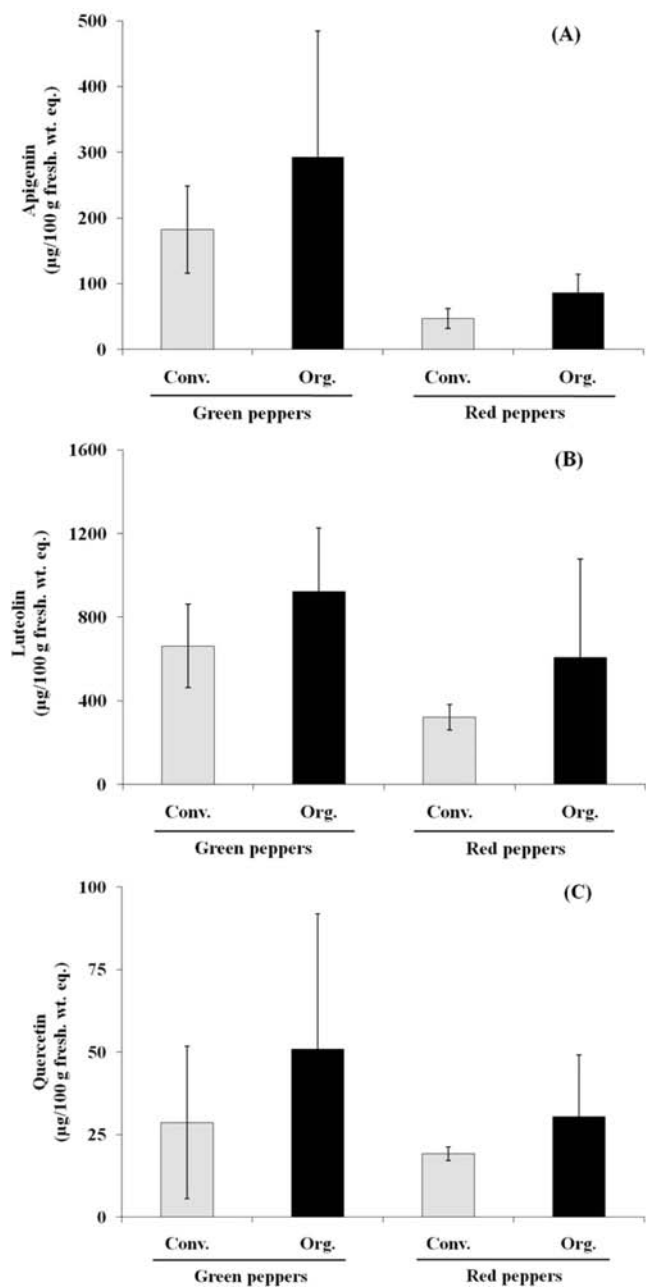 (A)
Apigenin
(µg/100 g fresh. wt. eq.)
500
400
300
200
100
0
Conv. Org. Conv. Org.
Green peppers Red peppers
(B)
Luteolin
(µg/100 g fresh. wt. eq.)
1600
1200
800
400
0
Conv. Org. Conv. Org.
Green peppers Red peppers
(C)
Quercetin
(µg/100 g fresh. wt. eq.)
100
75
50
25
0
Conv. Org. Conv. Org.
Green peppers Red peppers